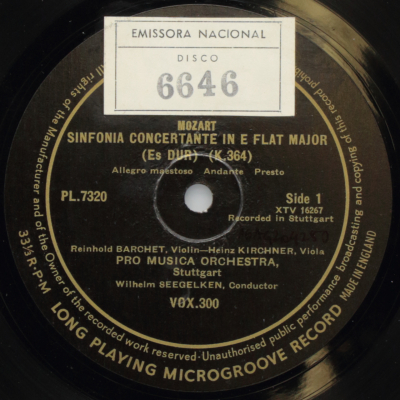 EMISSORA NACIONAL
DISCO
6646
MOZART
SINFONIA CONCERTANTE IN E FLAT MAJOR
(Es DUR) (K.364)
Allegro maestoso Andante Presto
PL.7320
Side 1
XTV 16267
Recorded in Stuttgart
Reinhold BARCHET, Violin—Heinz KIRCHNER, Viola
PRO MUSICA ORCHESTRA,
Stuttgart
Wilhelm SEEGELKEN, Conductor
VOX.300
33⅓ R.P.M
LONG PLAYING MICROGROOVE RECORD
MADE IN ENGLAND
All rights of the Manufacturer and of the Owner of the recorded work reserved-Unauthorised public performance broadcasting and copying of this record prohibited